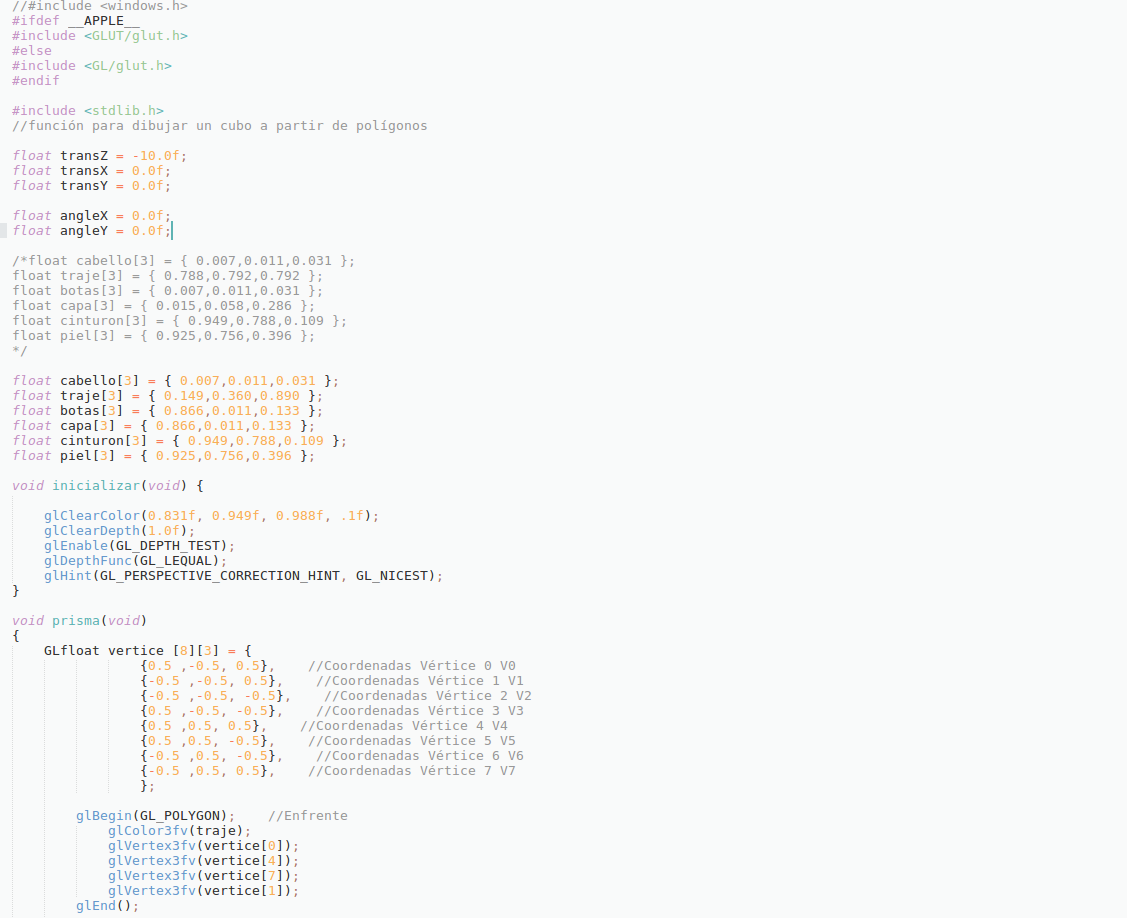 //#include <windows.h>
#ifdef __APPLE__
#include <GLUT/glut.h>
#else
#include <GL/glut.h>
#endif

#include <stdlib.h>
//función para dibujar un cubo a partir de polígonos

float transZ = -10.0f;
float transX = 0.0f;
float transY = 0.0f;

float angleX = 0.0f;
float angleY = 0.0f;

/*float cabello[3] = { 0.007,0.011,0.031 };
float traje[3] = { 0.788,0.792,0.792 };
float botas[3] = { 0.007,0.011,0.031 };
float capa[3] = { 0.015,0.058,0.286 };
float cinturon[3] = { 0.949,0.788,0.109 };
float piel[3] = { 0.925,0.756,0.396 };
*/

float cabello[3] = { 0.007,0.011,0.031 };
float traje[3] = { 0.149,0.360,0.890 };
float botas[3] = { 0.866,0.011,0.133 };
float capa[3] = { 0.866,0.011,0.133 };
float cinturon[3] = { 0.949,0.788,0.109 };
float piel[3] = { 0.925,0.756,0.396 };

void inicializar(void) {

    glClearColor(0.831f, 0.949f, 0.988f, .1f);
    glClearDepth(1.0f);
    glEnable(GL_DEPTH_TEST);
    glDepthFunc(GL_LEQUAL);
    glHint(GL_PERSPECTIVE_CORRECTION_HINT, GL_NICEST);
}

void prisma(void)
{
    GLfloat vertice [8][3] = {
                {0.5 ,-0.5, 0.5},    //Coordenadas Vértice 0 V0
                {-0.5 ,-0.5, 0.5},    //Coordenadas Vértice 1 V1
                {-0.5 ,-0.5, -0.5},    //Coordenadas Vértice 2 V2
                {0.5 ,-0.5, -0.5},    //Coordenadas Vértice 3 V3
                {0.5 ,0.5, 0.5},    //Coordenadas Vértice 4 V4
                {0.5 ,0.5, -0.5},    //Coordenadas Vértice 5 V5
                {-0.5 ,0.5, -0.5},    //Coordenadas Vértice 6 V6
                {-0.5 ,0.5, 0.5},    //Coordenadas Vértice 7 V7
                };

        glBegin(GL_POLYGON);    //Enfrente
            glColor3fv(traje);
            glVertex3fv(vertice[0]);
            glVertex3fv(vertice[4]);
            glVertex3fv(vertice[7]);
            glVertex3fv(vertice[1]);
        glEnd();